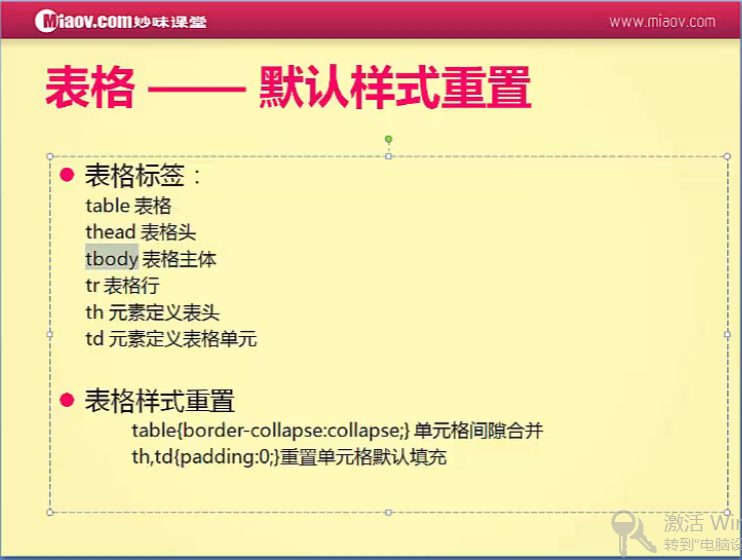 Miaov.com妙味课堂
www.miaov.com
表格 —— 默认样式重置
表格标签：
table 表格
thead 表格头
tbody 表格主体
tr 表格行
th 元素定义表头
td 元素定义表格单元
表格样式重置
table{border-collapse:collapse;} 单元格间隙合并
th,td{padding:0;}重置单元格默认填充
激活 Win
转到"电脑设